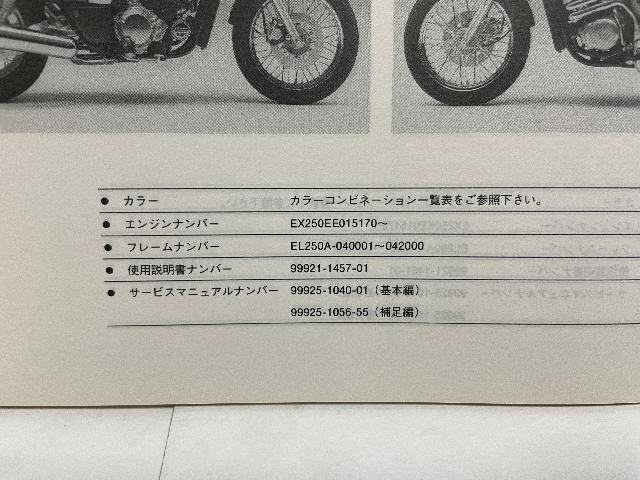 ● カラー カラーコンビネーション一覧表をご参照下さい。
● エンジンナンバー EX250EE015170～
● フレームナンバー EL250A-040001～042000
● 使用説明書ナンバー 99921-1457-01
● サービスマニュアルナンバー 99925-1040-01（基本編）
99925-1056-55（補足編）